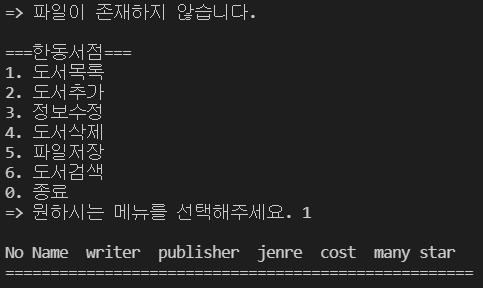 => 파일이 존재하지 않습니다.
===한동서점===
1. 도서목록
2. 도서추가
3. 정보수정
4. 도서삭제
5. 파일저장
6. 도서검색
0. 종료
=> 원하시는 메뉴를 선택해주세요. 1
No Name  writer  publisher  jenre  cost  many star
====================================================